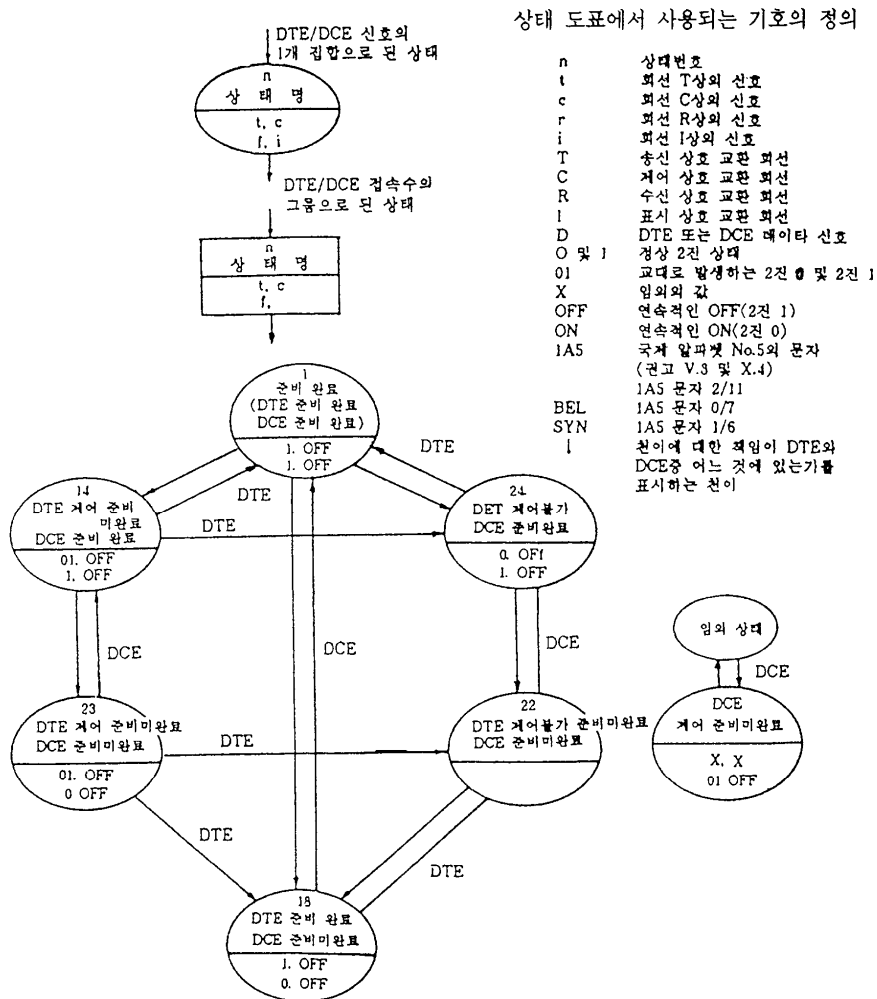 상태 도표에서 사용되는 기호의 정의
DTE/DCE 신호의
1개 집합으로 된 상태
n
상 태 명
t, c
f, i
DTE/DCE 접속수의
그움으로 된 상태
n
상 태 명
t, c
f,
n 상태번호
t 회선 T상의 신호
c 회선 C상의 신호
r 회선 R상의 신호
i 회선 I상의 신호
T 송신 상호 교환 회선
C 제어 상호 교환 회선
R 수신 상호 교환 회선
I 표시 상호 교환 회선
D DTE 또는 DCE 데이타 신호
O 및 1 정상 2진 상태
01 교대로 발생하는 2진 0 및 2진 1
X 임의의 값
OFF 연속적인 OFF(2진 1)
ON 연속적인 ON(2진 0)
1A5 국제 알파벳 No.5의 문자
(권고 V.3 및 X.4)
1A5 문자 2/11
BEL 1A5 문자 0/7
SYN 1A5 문자 1/6
천이에 대한 책임이 DTE와
DCE중 어느 것에 있는가를
표시하는 천이
1
준비 완료
(DTE 준비 완료
DCE 준비 완료)
1. OFF
1. OFF
DTE
DTE
14
DTE 제어 준비
미완료
DCE 준비 완료
01. OFF
1. OFF
DTE
24
DET 제어불가
DCE 준비완료
0. OFf
1. OFF
DCE
DCE
DCE
23
DTE 제어 준비미완료
DCE 준비미완료
01. OFF
0 OFF
DTE
22
DTE 제어불가 준비미완료
DCE 준비미완료
임의 상태
DCE
DCE
제어 준비미완료
X, X
01 OFF
DTE
DTE
18
DTE 준비 완료
DCE 준비미완료
1. OFF
0. OFF